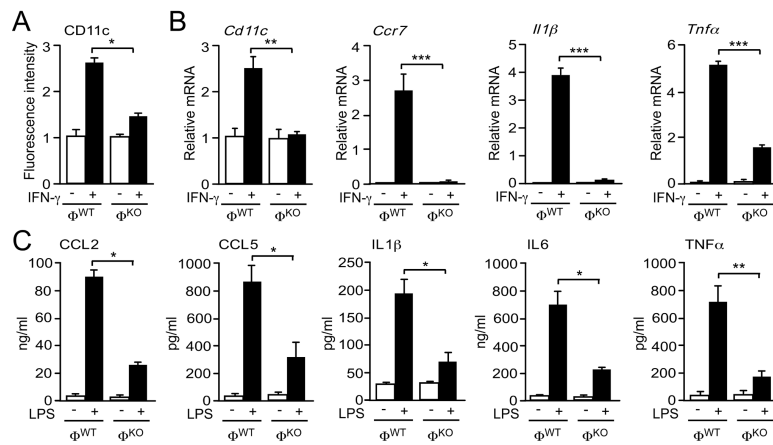 A
CD11c
Fluorescence intensity
3
2
1
0
*
- + - +
IFN-γ
ΦWT ΦKO
B
Cd11c
Relative mRNA
3
2
1
0
**
- + - +
IFN-γ
ΦWT ΦKO
Ccr7
Relative mRNA
4
3
2
1
0
***
- + - +
IFN-γ
ΦWT ΦKO
Il1β
Relative mRNA
5
4
3
2
1
0
***
- + - +
IFN-γ
ΦWT ΦKO
Tnfα
Relative mRNA
6
4
2
0
***
- + - +
IFN-γ
ΦWT ΦKO
C
CCL2
ng/ml
100
80
60
40
20
0
*
- + - +
LPS
ΦWT ΦKO
CCL5
pg/ml
1000
800
600
400
200
0
*
- + - +
LPS
ΦWT ΦKO
IL1β
pg/ml
250
200
150
100
50
0
*
- + - +
LPS
ΦWT ΦKO
IL6
ng/ml
1000
800
600
400
200
0
*
- + - +
LPS
ΦWT ΦKO
TNFα
pg/ml
1000
800
600
400
200
0
**
- + - +
LPS
ΦWT ΦKO